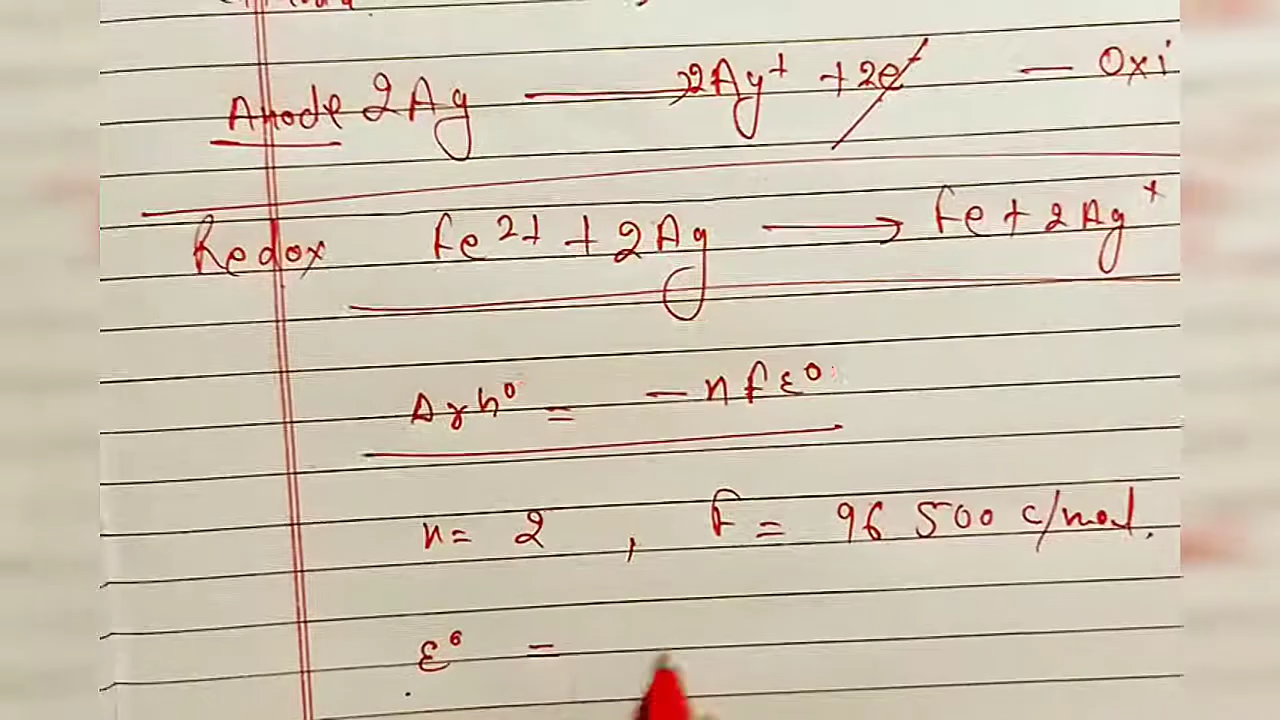 Anode 2Ag → 2Ag⁺ + 2e⁻ — Oxi
Redox Fe²⁺ + 2Ag → Fe + 2Ag⁺
ΔrG° = – nFE°
n = 2 , F = 96 500 C/mol.
E° =